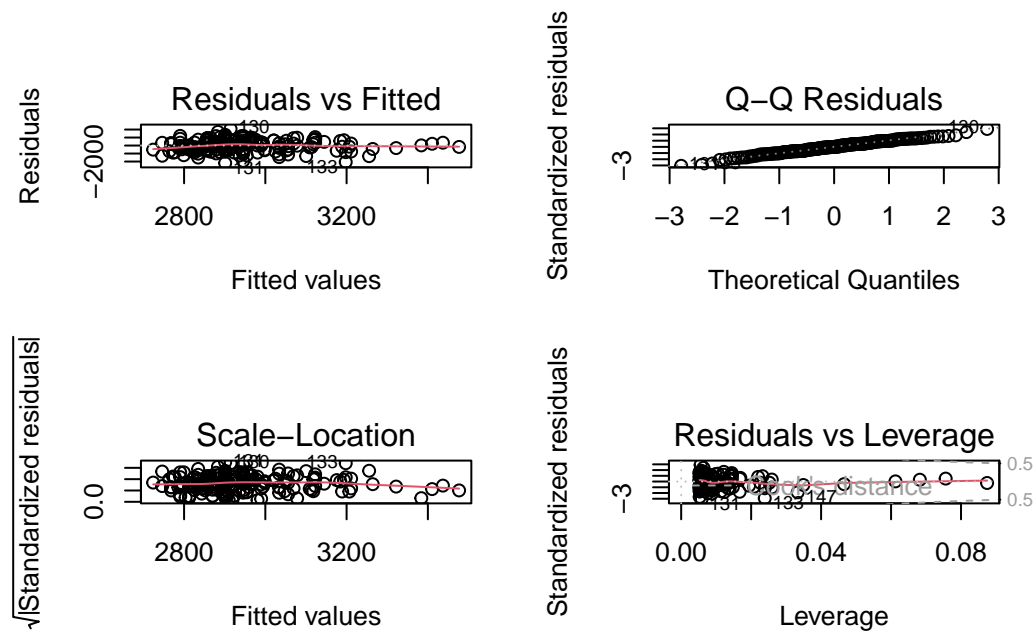 Residuals vs Fitted
Residuals
−2000
130
131
133
2800
3200
Fitted values
Q−Q Residuals
Standardized residuals
−3
130
131
−3 −2 −1 0 1 2 3
Theoretical Quantiles
Scale−Location
√|Standardized residuals|
0.0
133
2800
3200
Fitted values
Residuals vs Leverage
Standardized residuals
−3
Cook's distance
0.5
0.5
131
133
147
0.00 0.04 0.08
Leverage